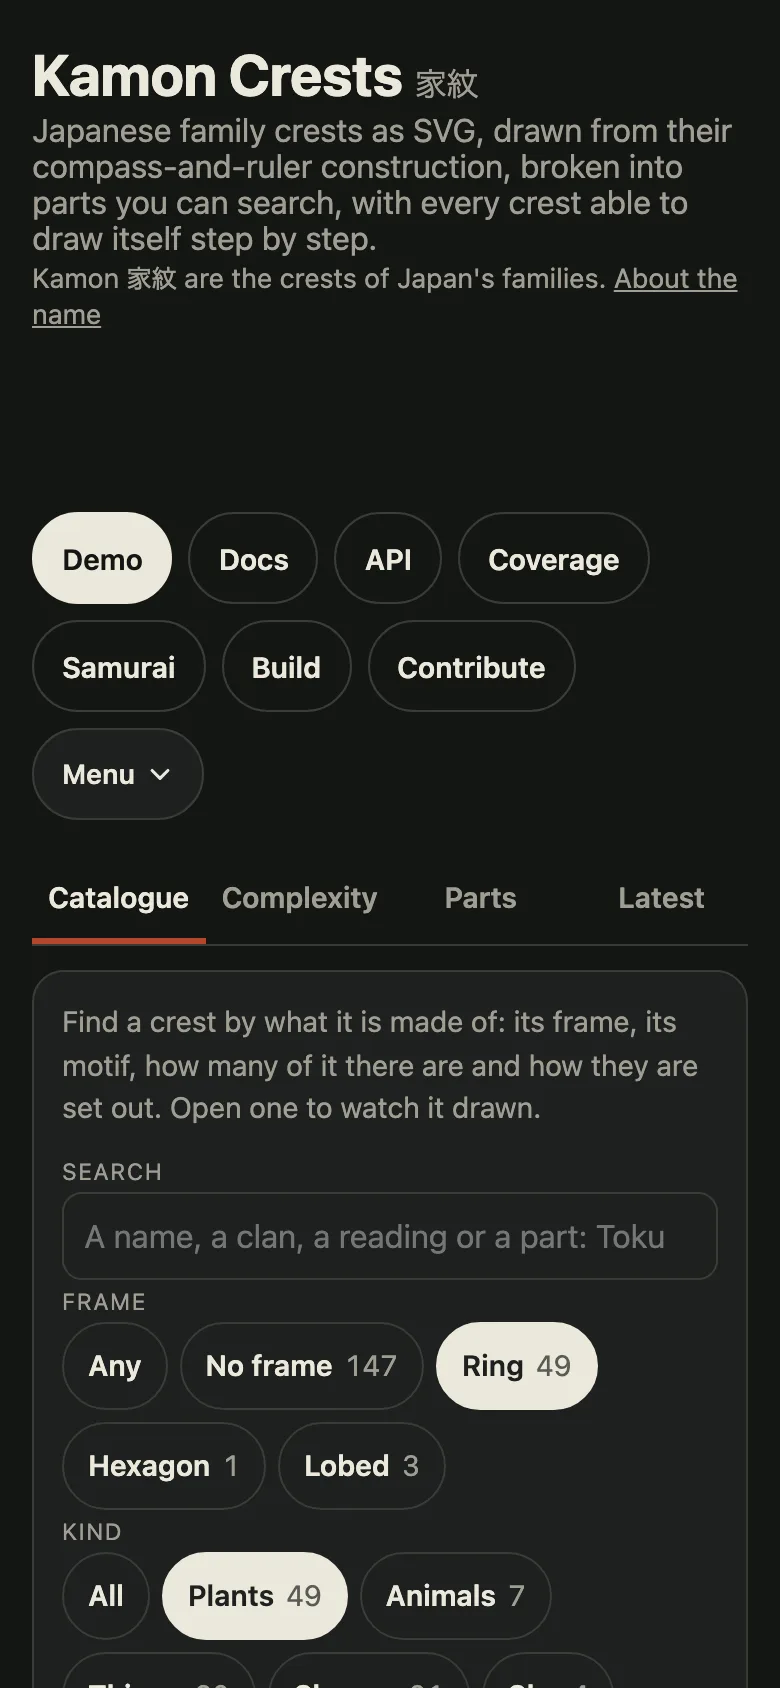 Kamon Crests 家紋
Japanese family crests as SVG, drawn from their
compass-and-ruler construction, broken into
parts you can search, with every crest able to
draw itself step by step.
Kamon 家紋 are the crests of Japan's families. About the
name
Demo Docs API Coverage
Samurai Build Contribute
Menu
Catalogue Complexity Parts Latest
Find a crest by what it is made of: its frame, its
motif, how many of it there are and how they are
set out. Open one to watch it drawn.
SEARCH
A name, a clan, a reading or a part: Toku
FRAME
Any No frame 147 Ring 49
Hexagon 1 Lobed 3
KIND
All Plants 49 Animals 7